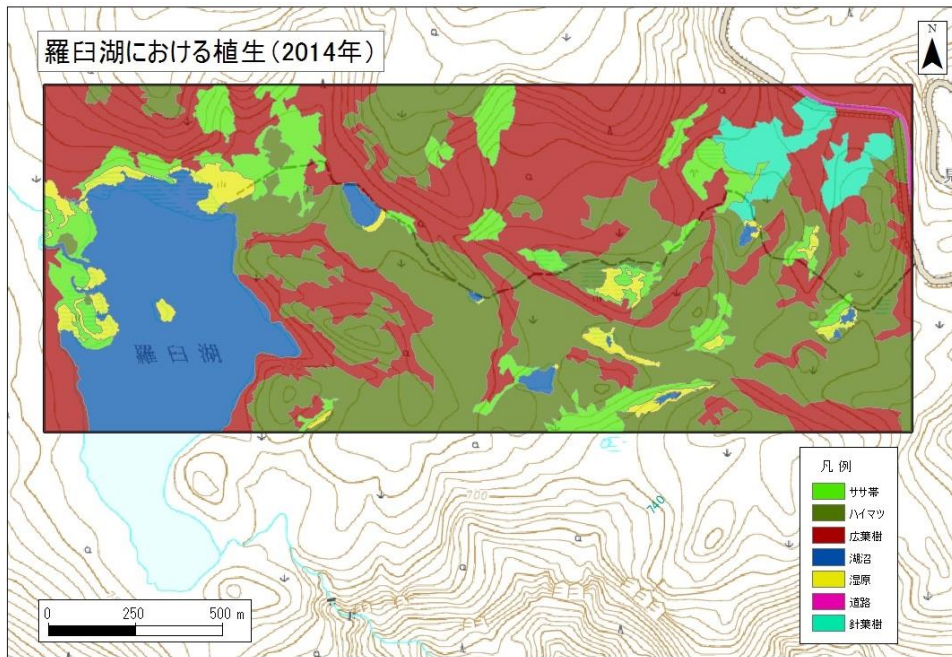 羅臼湖における植生(2014年)
N
羅臼湖
700
740
凡例
ササ帯
ハイマツ
広葉樹
湖沼
湿原
道路
針葉樹
0 250 500 m